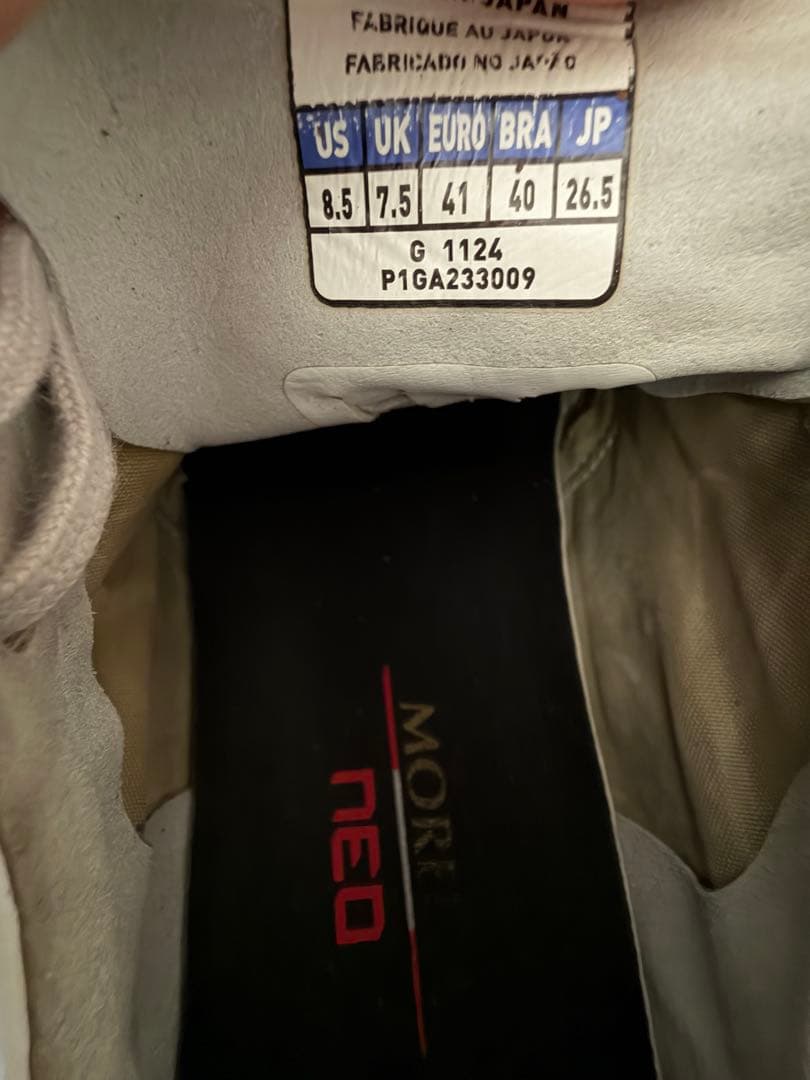 JAPAN
FABRIQUE AU JAPON
FABRICADO NO JAPÃO
US UK EURO BRA JP
8.5 7.5 41 40 26.5
G 1124
P1GA233009
MORE
NEO